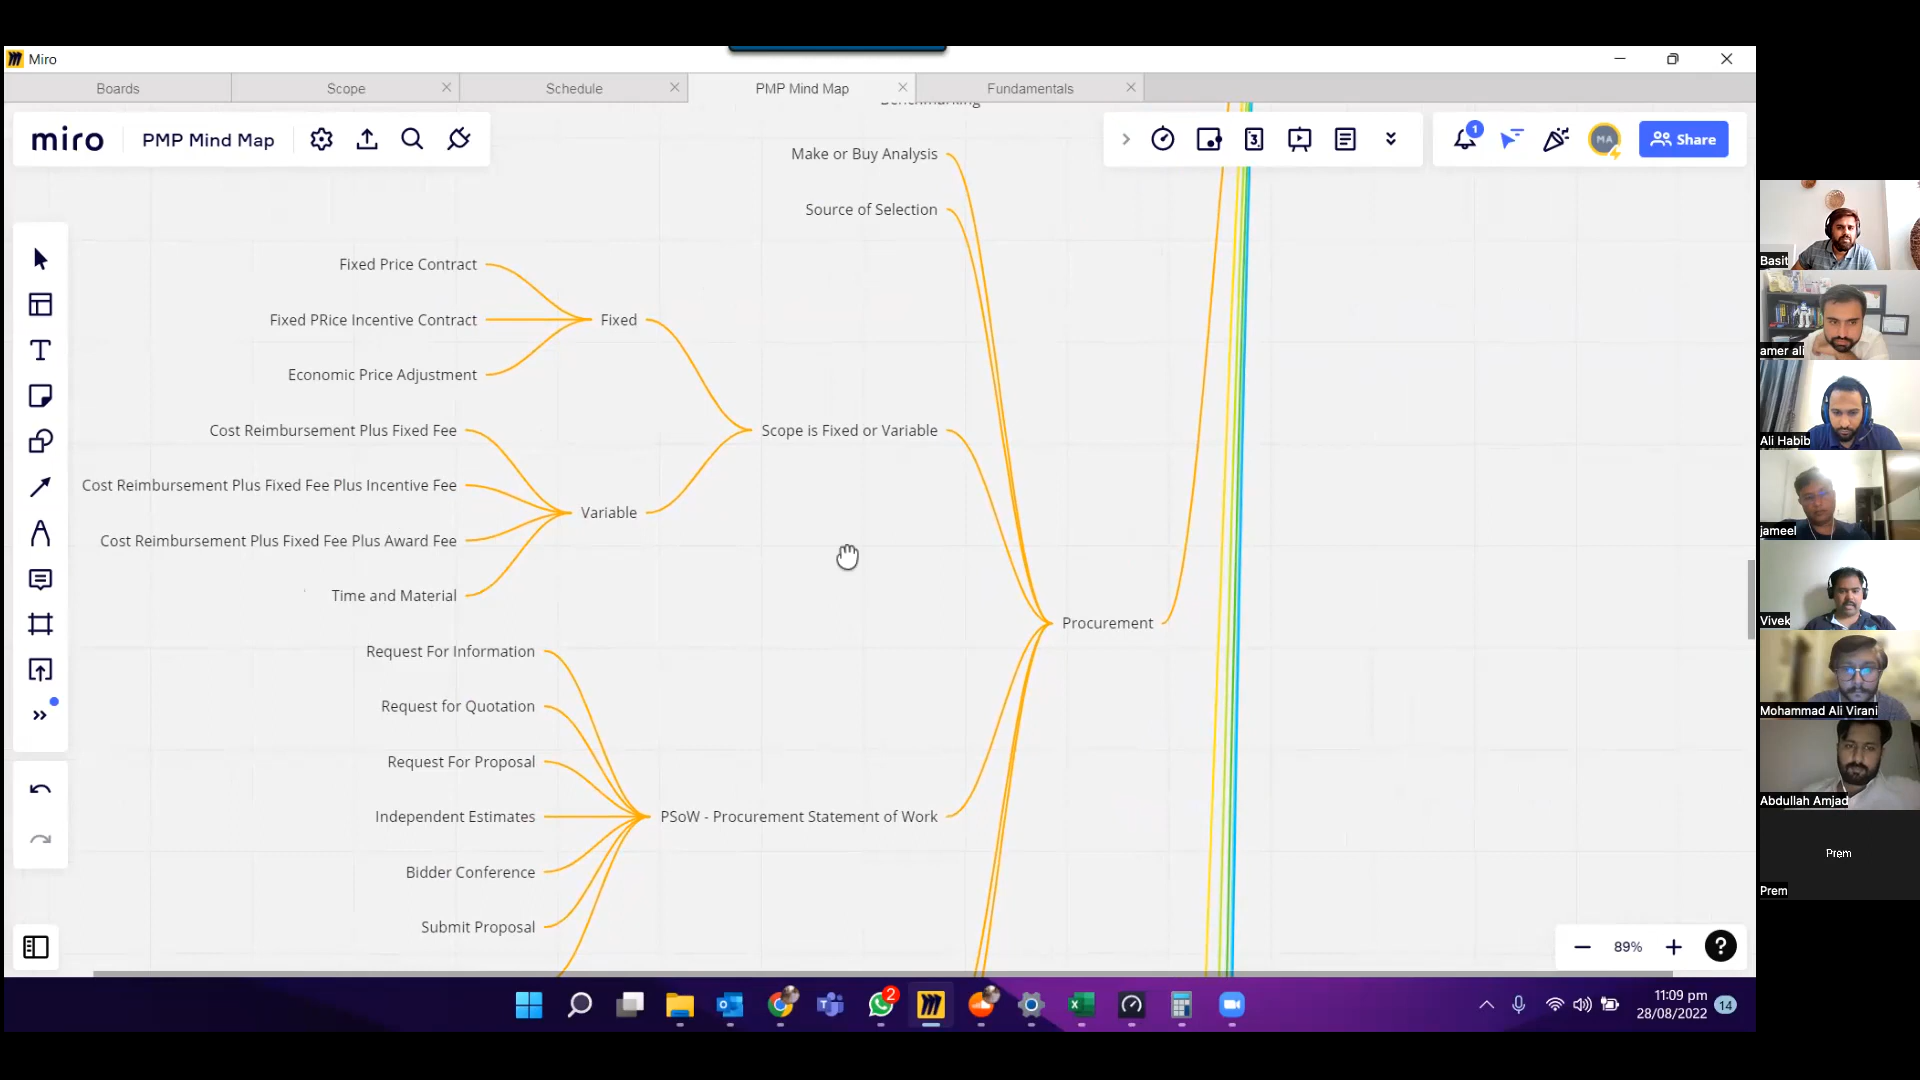 Miro
Boards
Scope
Schedule
PMP Mind Map
Fundamentals
miro
PMP Mind Map
3
1
MA
Share
Benchmarking
Make or Buy Analysis
Source of Selection
Fixed Price Contract
Fixed PRice Incentive Contract
Fixed
Economic Price Adjustment
Cost Reimbursement Plus Fixed Fee
Scope is Fixed or Variable
Cost Reimbursement Plus Fixed Fee Plus Incentive Fee
Variable
Cost Reimbursement Plus Fixed Fee Plus Award Fee
Time and Material
Procurement
Request For Information
Request for Quotation
Request For Proposal
Independent Estimates
PSoW - Procurement Statement of Work
Bidder Conference
Submit Proposal
89%
Basit
amer ali
Ali Habib
jameel
Vivek
Mohammad Ali Virani
Abdullah Amjad
Prem
Prem
2
11:09 pm
28/08/2022
14